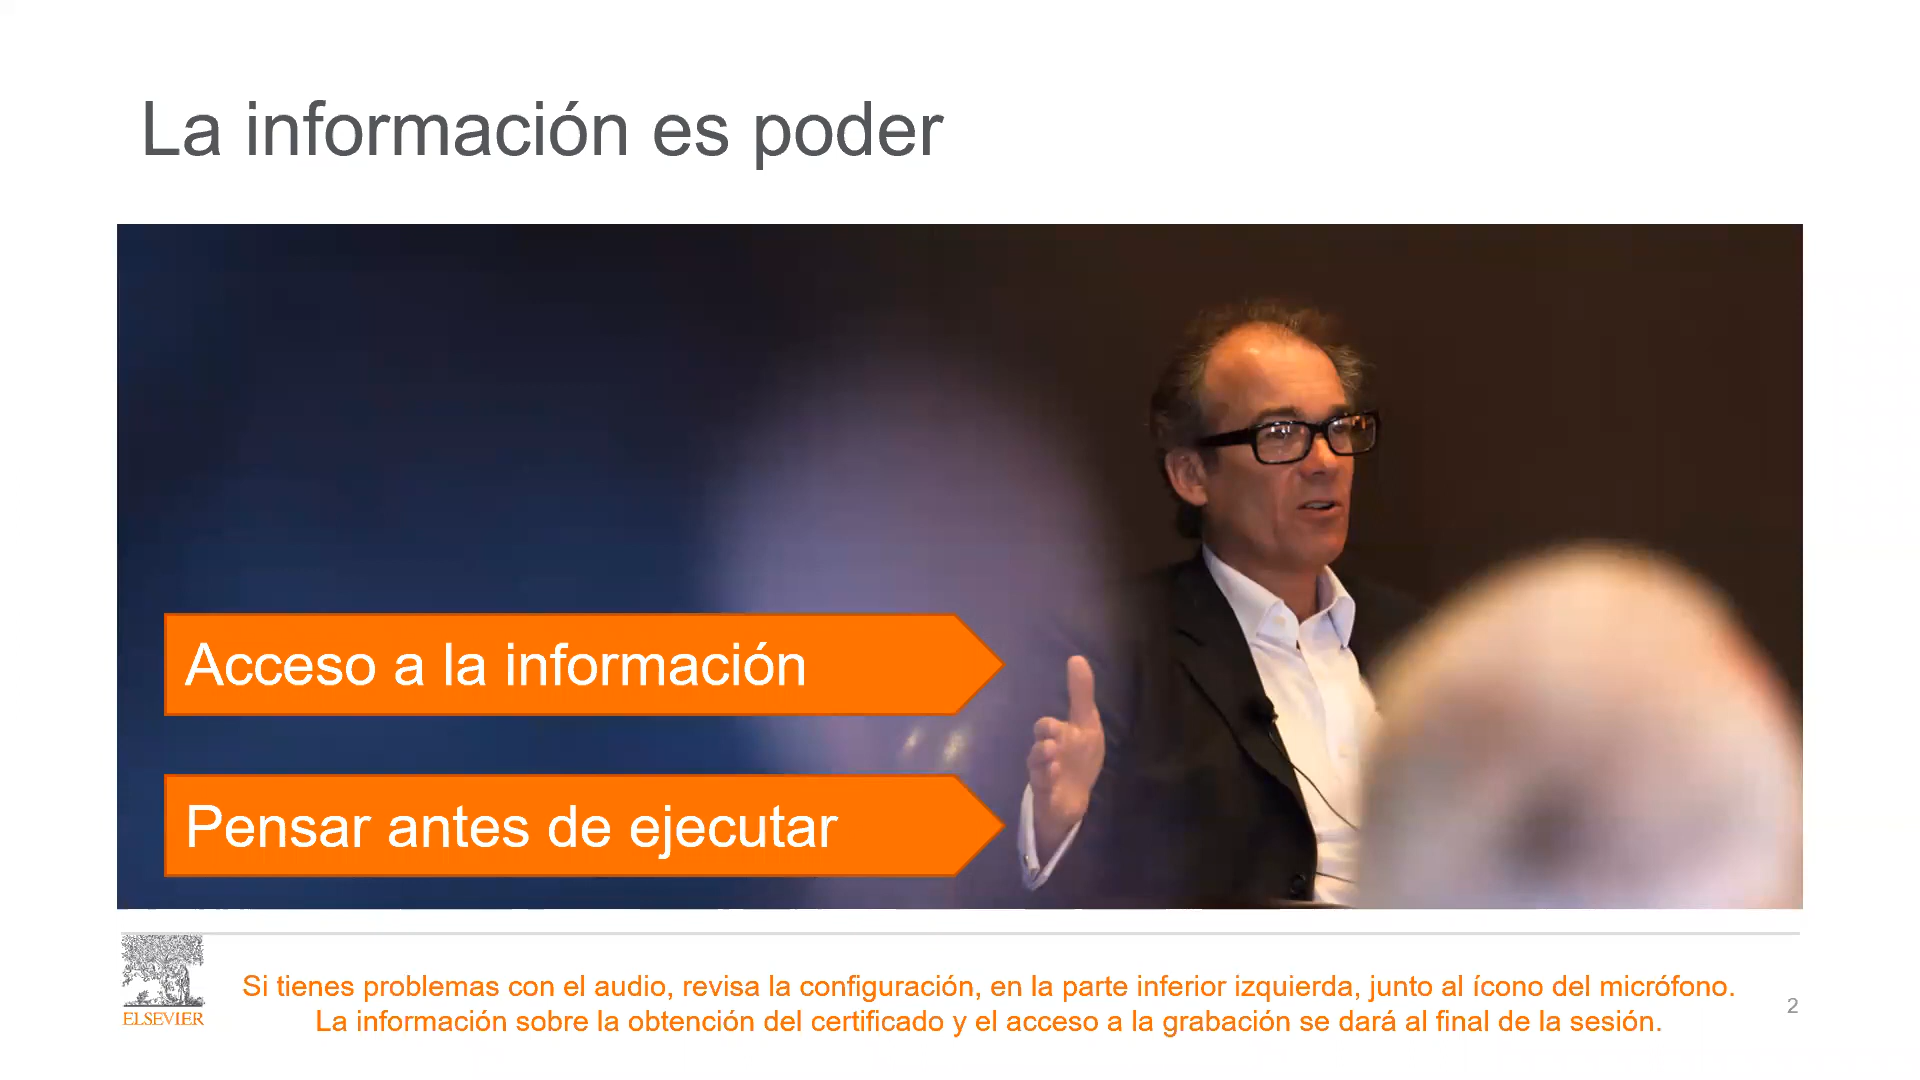 La información es poder
Acceso a la información
Pensar antes de ejecutar
Si tienes problemas con el audio, revisa la configuración, en la parte inferior izquierda, junto al ícono del micrófono.
La información sobre la obtención del certificado y el acceso a la grabación se dará al final de la sesión.
ELSEVIER
2